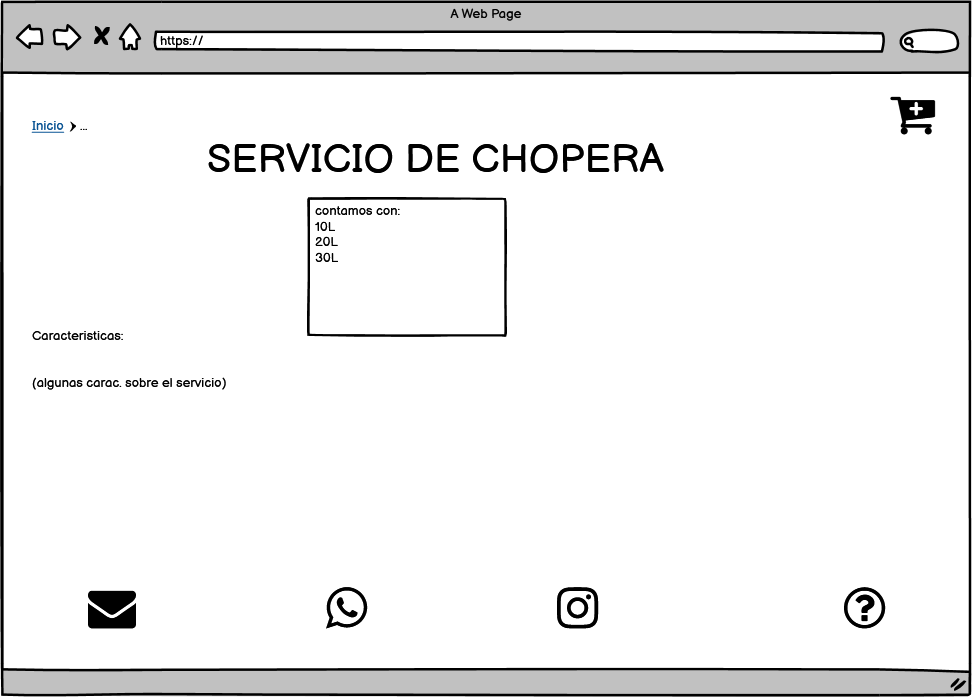 A Web Page
https://
Inicio > ...
SERVICIO DE CHOPERA
contamos con:
10L
20L
30L
Caracteristicas:
(algunas carac. sobre el servicio)